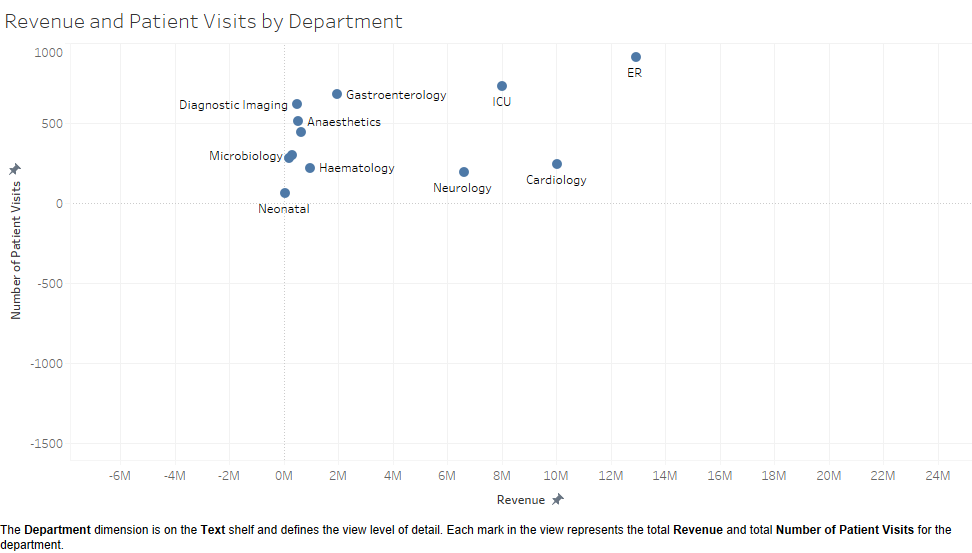 Revenue and Patient Visits by Department
1000
500
0
-500
-1000
-1500
Number of Patient Visits
ER
ICU
Gastroenterology
Diagnostic Imaging
Anaesthetics
Microbiology
Haematology
Cardiology
Neurology
Neonatal
-6M -4M -2M 0M 2M 4M 6M 8M 10M 12M 14M 16M 18M 20M 22M 24M
Revenue
The Department dimension is on the Text shelf and defines the view level of detail. Each mark in the view represents the total Revenue and total Number of Patient Visits for the
department.